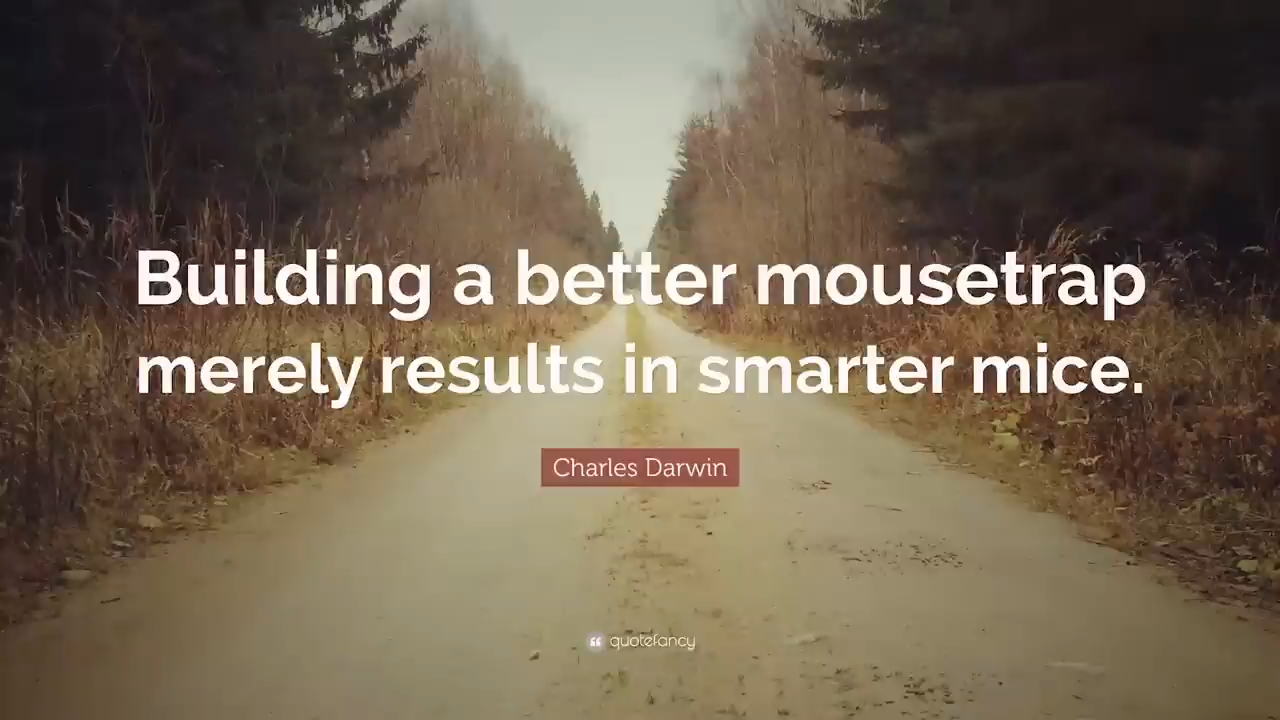 Building a better mousetrap
merely results in smarter mice.
Charles Darwin
quotefancy